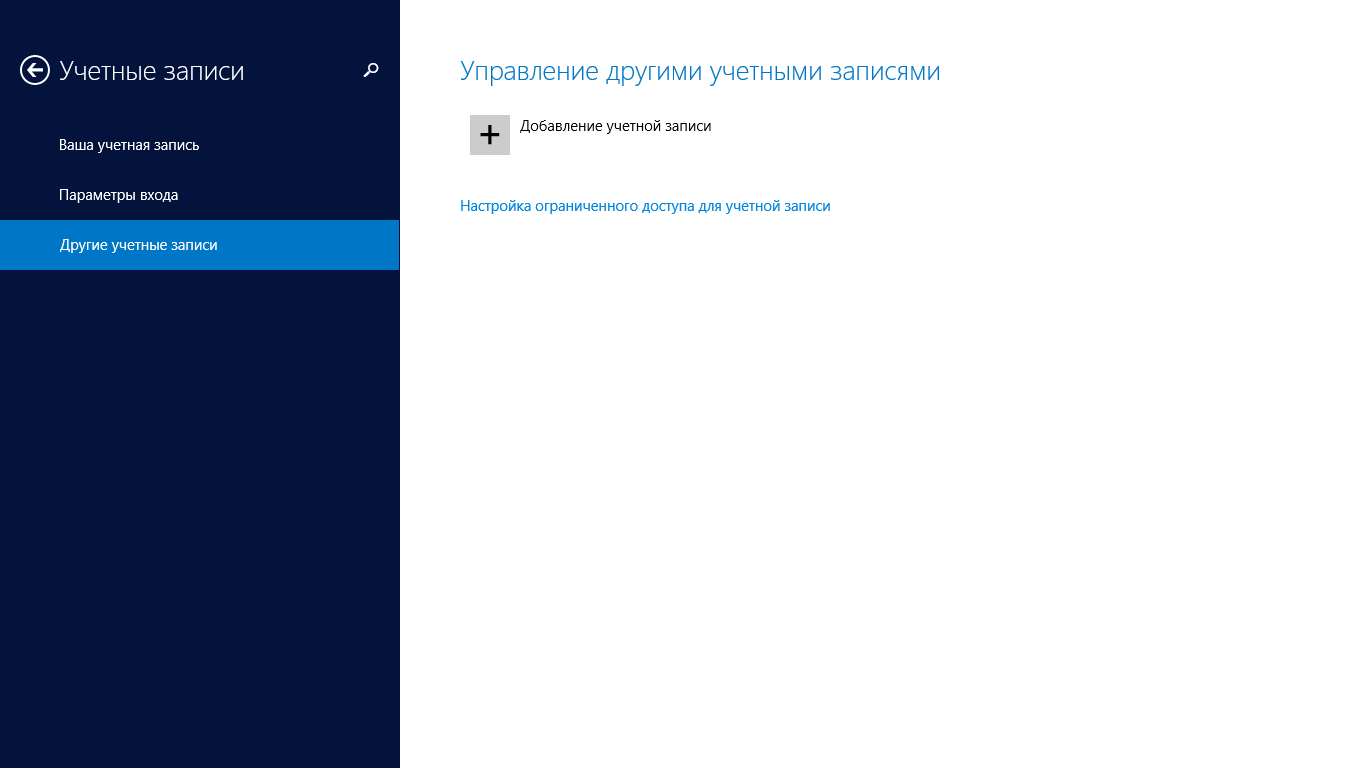 Учетные записи
Ваша учетная запись
Параметры входа
Другие учетные записи
Управление другими учетными записями
Добавление учетной записи
Настройка ограниченного доступа для учетной записи